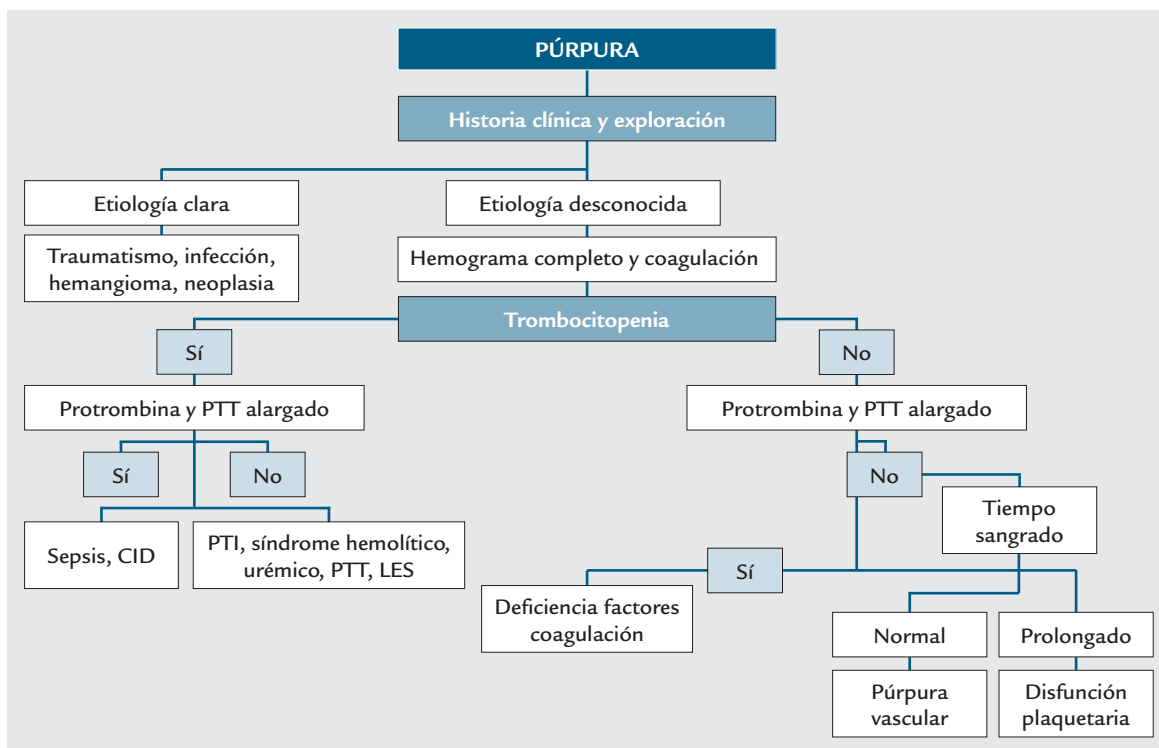 PÚRPURA
Historia clínica y exploración
Etiología clara
Etiología desconocida
Traumatismo, infección,
hemangioma, neoplasia
Hemograma completo y coagulación
Trombocitopenia
Sí
No
Protrombina y PTT alargado
Protrombina y PTT alargado
Sí
No
No
Tiempo
sangrado
Sepsis, CID
PTI, síndrome hemolítico,
urémico, PTT, LES
Sí
Deficiencia factores
coagulación
Normal
Prolongado
Púrpura
vascular
Disfunción
plaquetaria